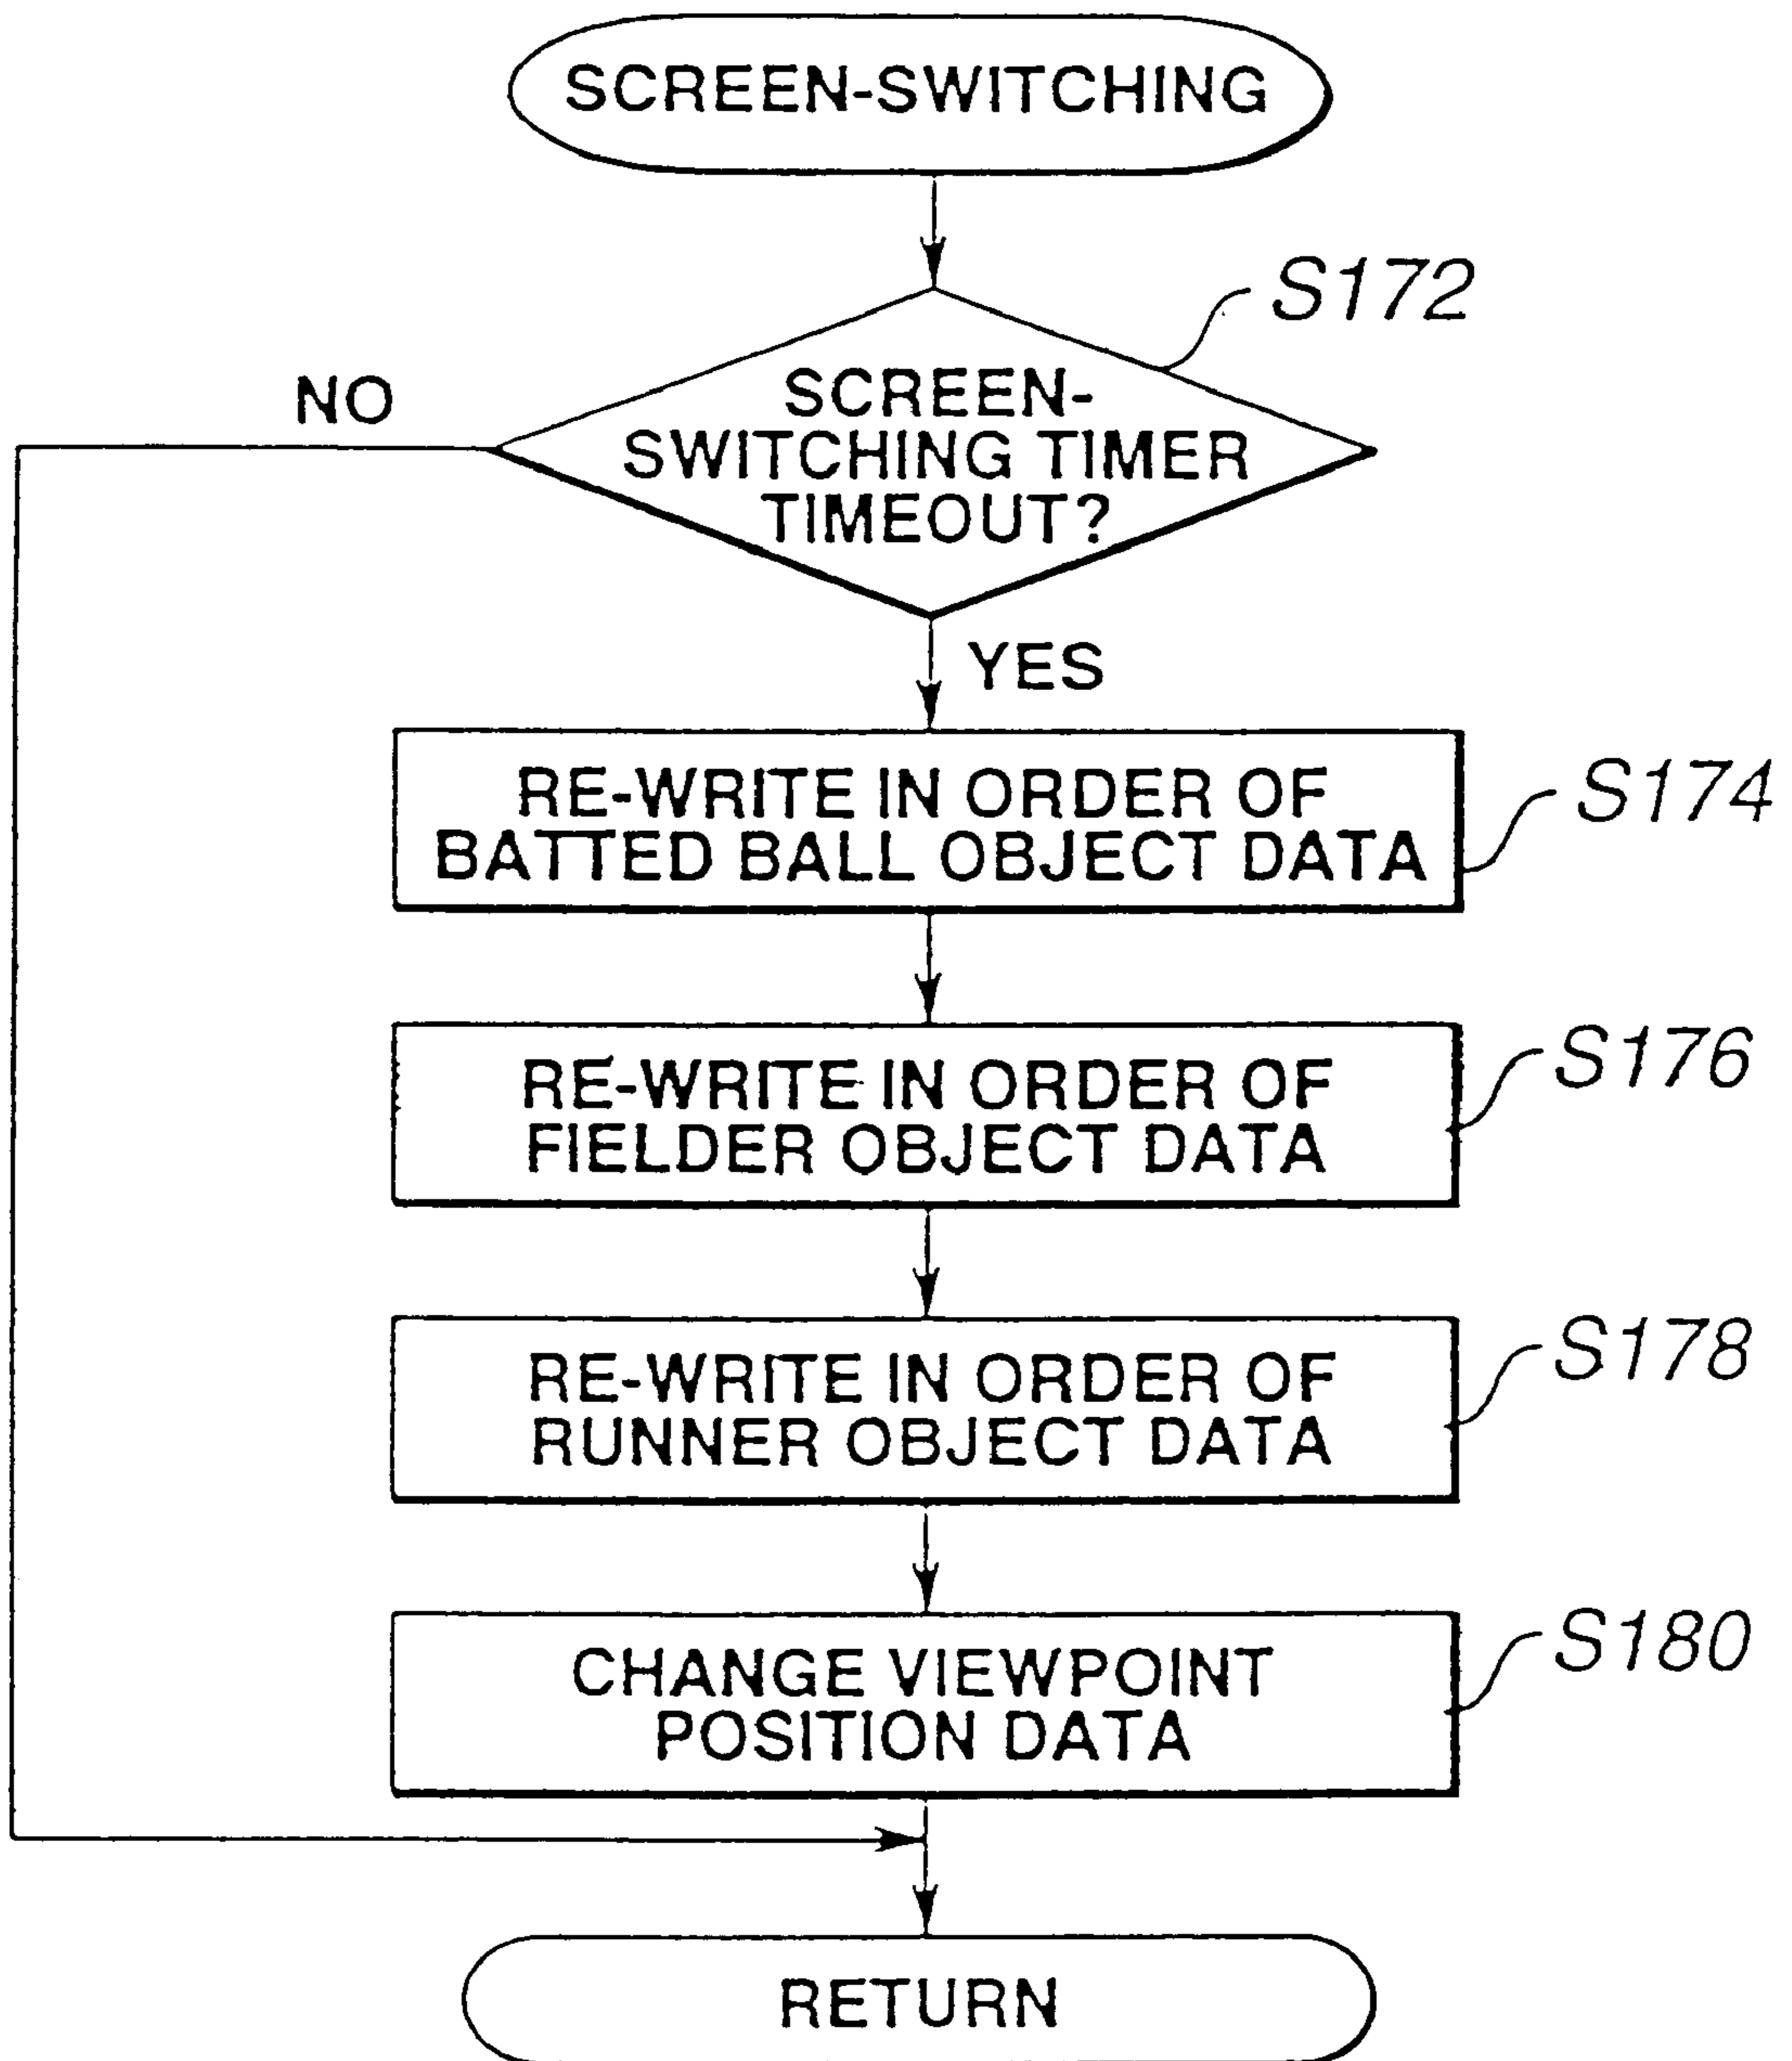 SCREEN-SWITCHING
S172
NO
SCREEN-
SWITCHING TIMER
TIMEOUT?
YES
RE-WRITE IN ORDER OF
BATTED BALL OBJECT DATA
S174
RE-WRITE IN ORDER OF
FIELDER OBJECT DATA
S176
RE-WRITE IN ORDER OF
RUNNER OBJECT DATA
S178
CHANGE VIEWPOINT
POSITION DATA
S180
RETURN